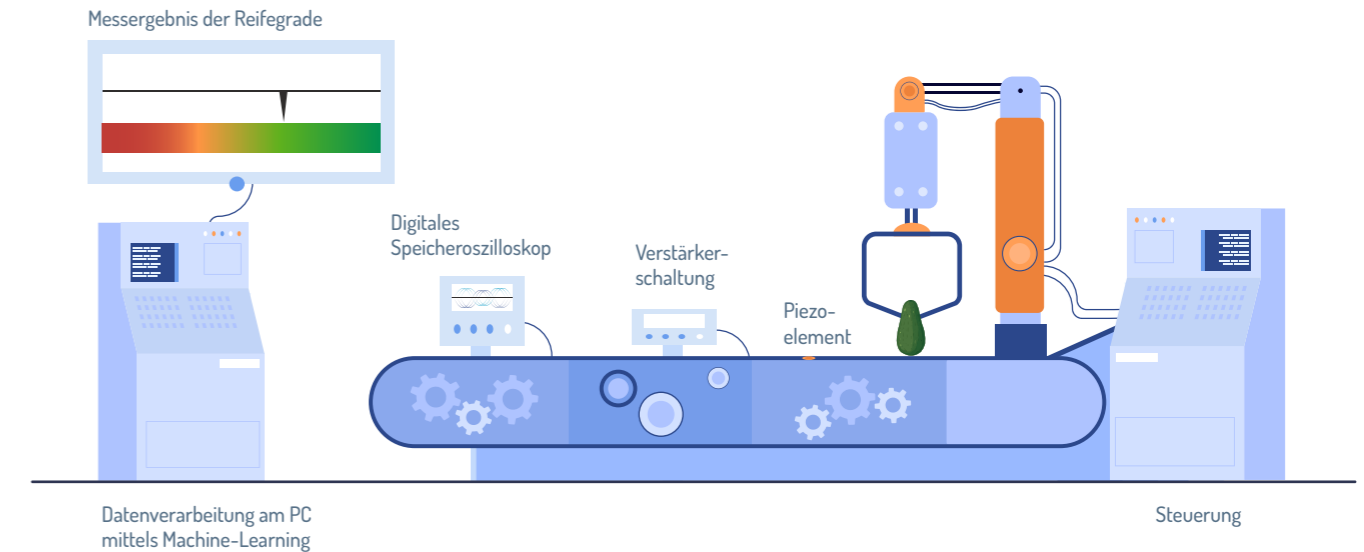 Messergebnis der Reifegrade
Digitales
Speicheroszilloskop
Verstärker-
schaltung
Piezo-
element
Datenverarbeitung am PC
mittels Machine-Learning
Steuerung